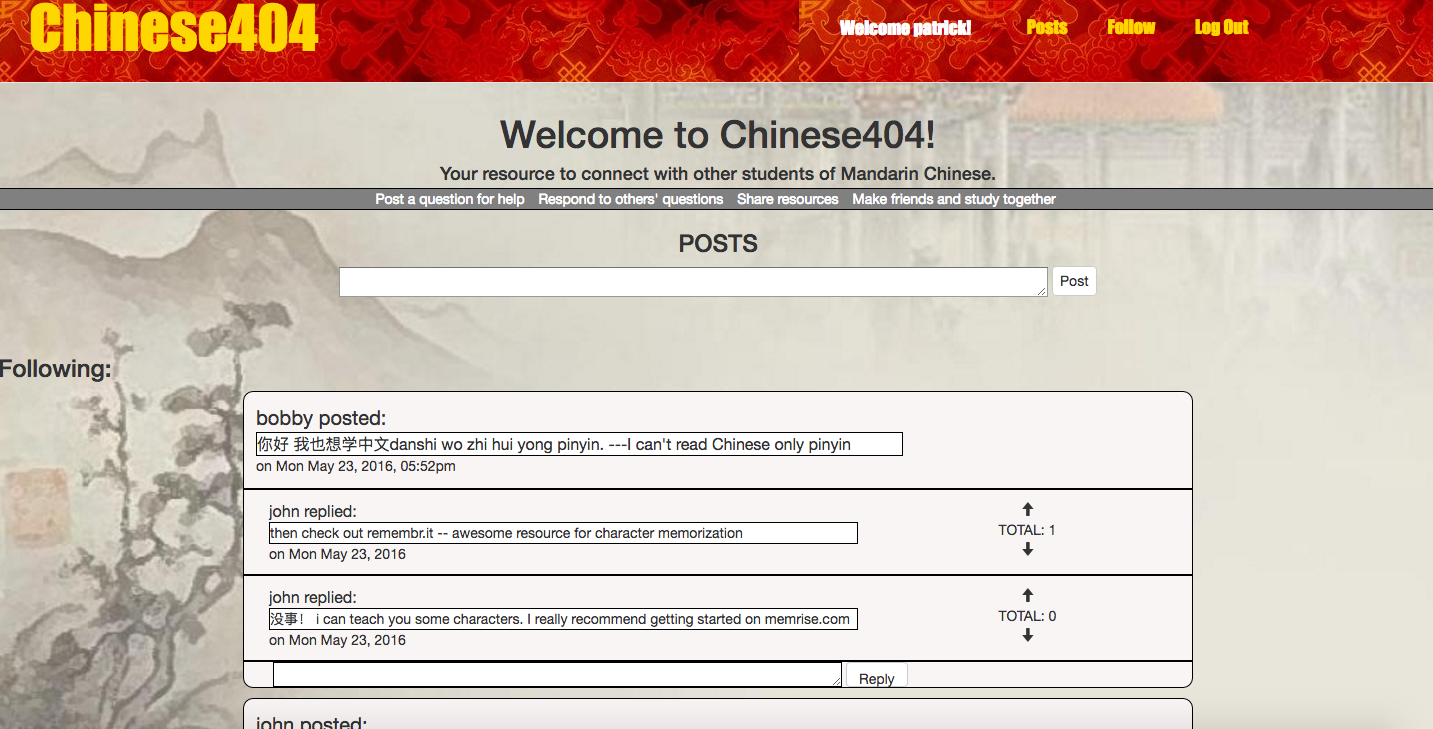 Chinese404
Welcome patrick! Posts Follow Log Out
Welcome to Chinese404!
Your resource to connect with other students of Mandarin Chinese.
Post a question for help Respond to others' questions Share resources Make friends and study together
POSTS
Post
Following:
bobby posted:
你好 我也想学中文danshi wo zhi hui yong pinyin. ---I can't read Chinese only pinyin
on Mon May 23, 2016, 05:52pm
john replied:
then check out remembr.it -- awesome resource for character memorization
on Mon May 23, 2016
TOTAL: 1
john replied:
没事！ i can teach you some characters. I really recommend getting started on memrise.com
on Mon May 23, 2016
TOTAL: 0
Reply
john posted: